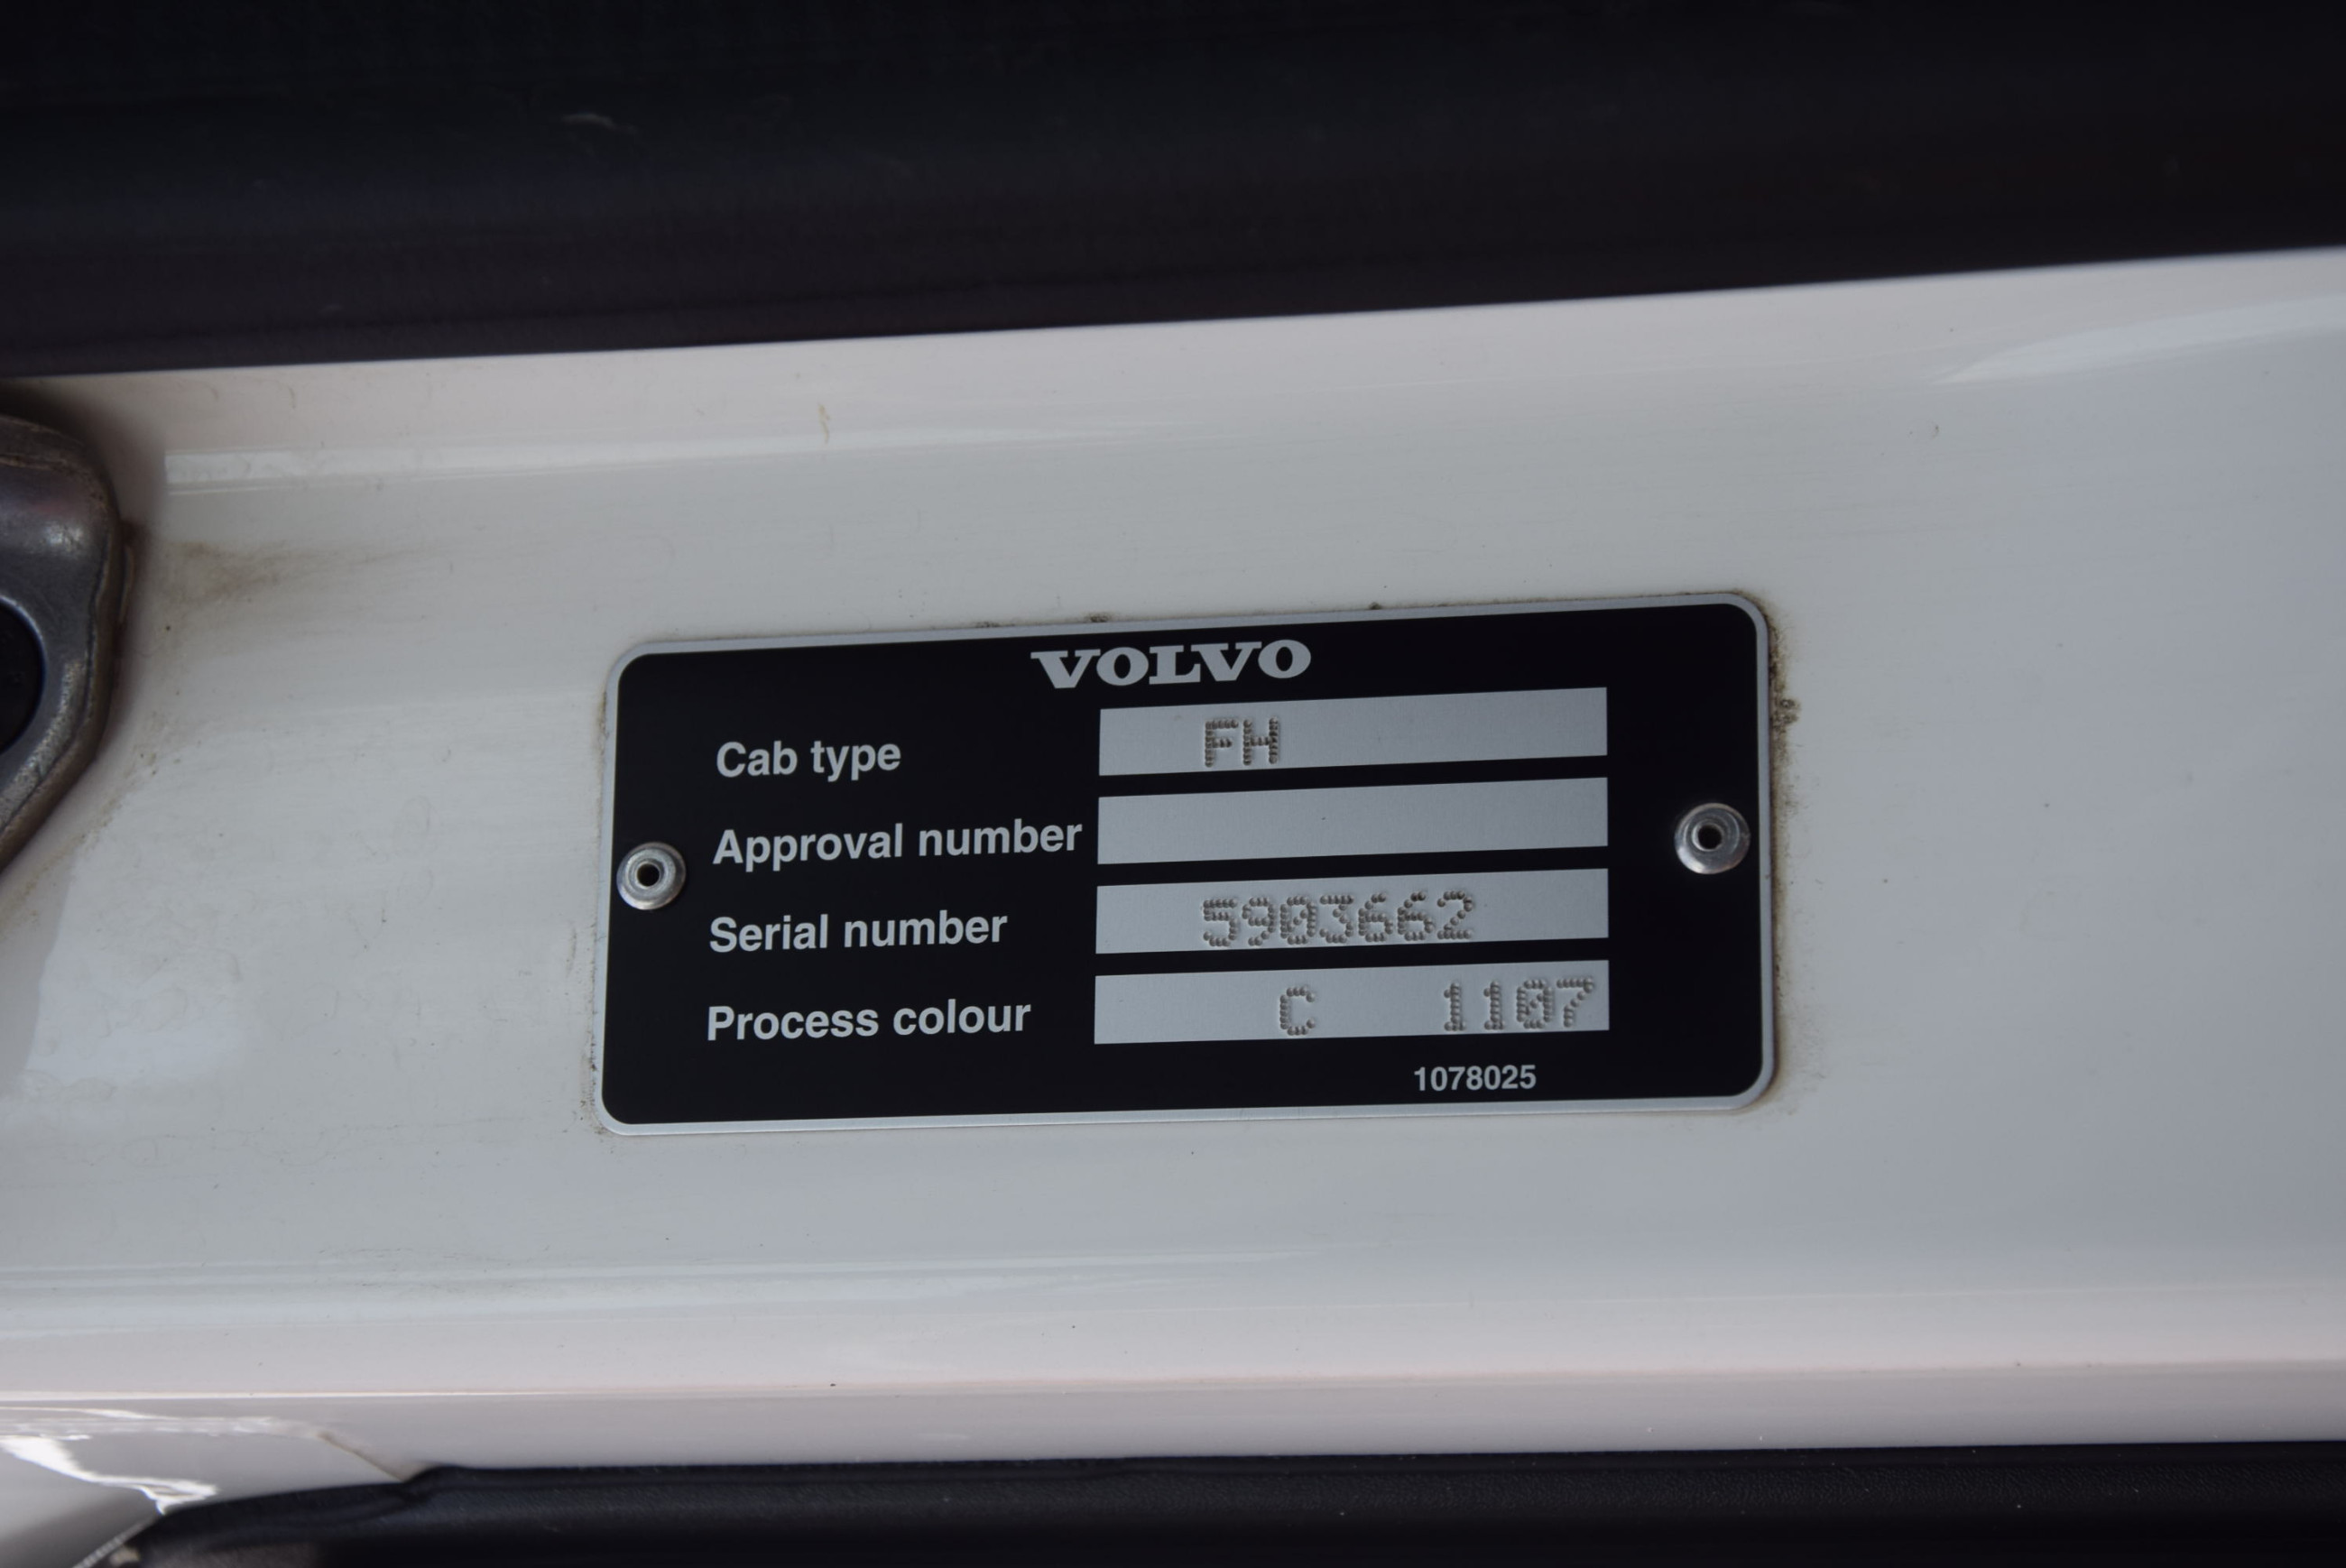 VOLVO
Cab type FH
Approval number
Serial number 5903662
Process colour C 1107
1078025